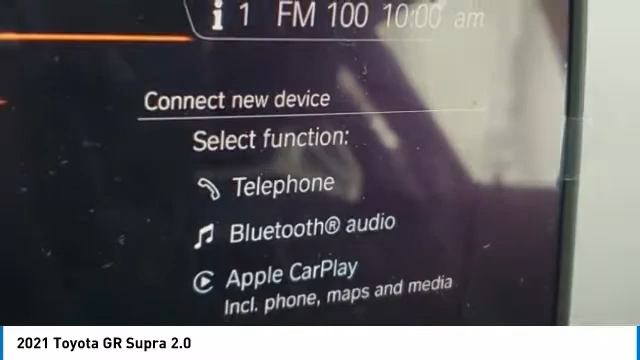 i 1 FM 100 10:00 am
Connect new device
Select function:
Telephone
Bluetooth® audio
Apple CarPlay
Incl. phone, maps and media
2021 Toyota GR Supra 2.0